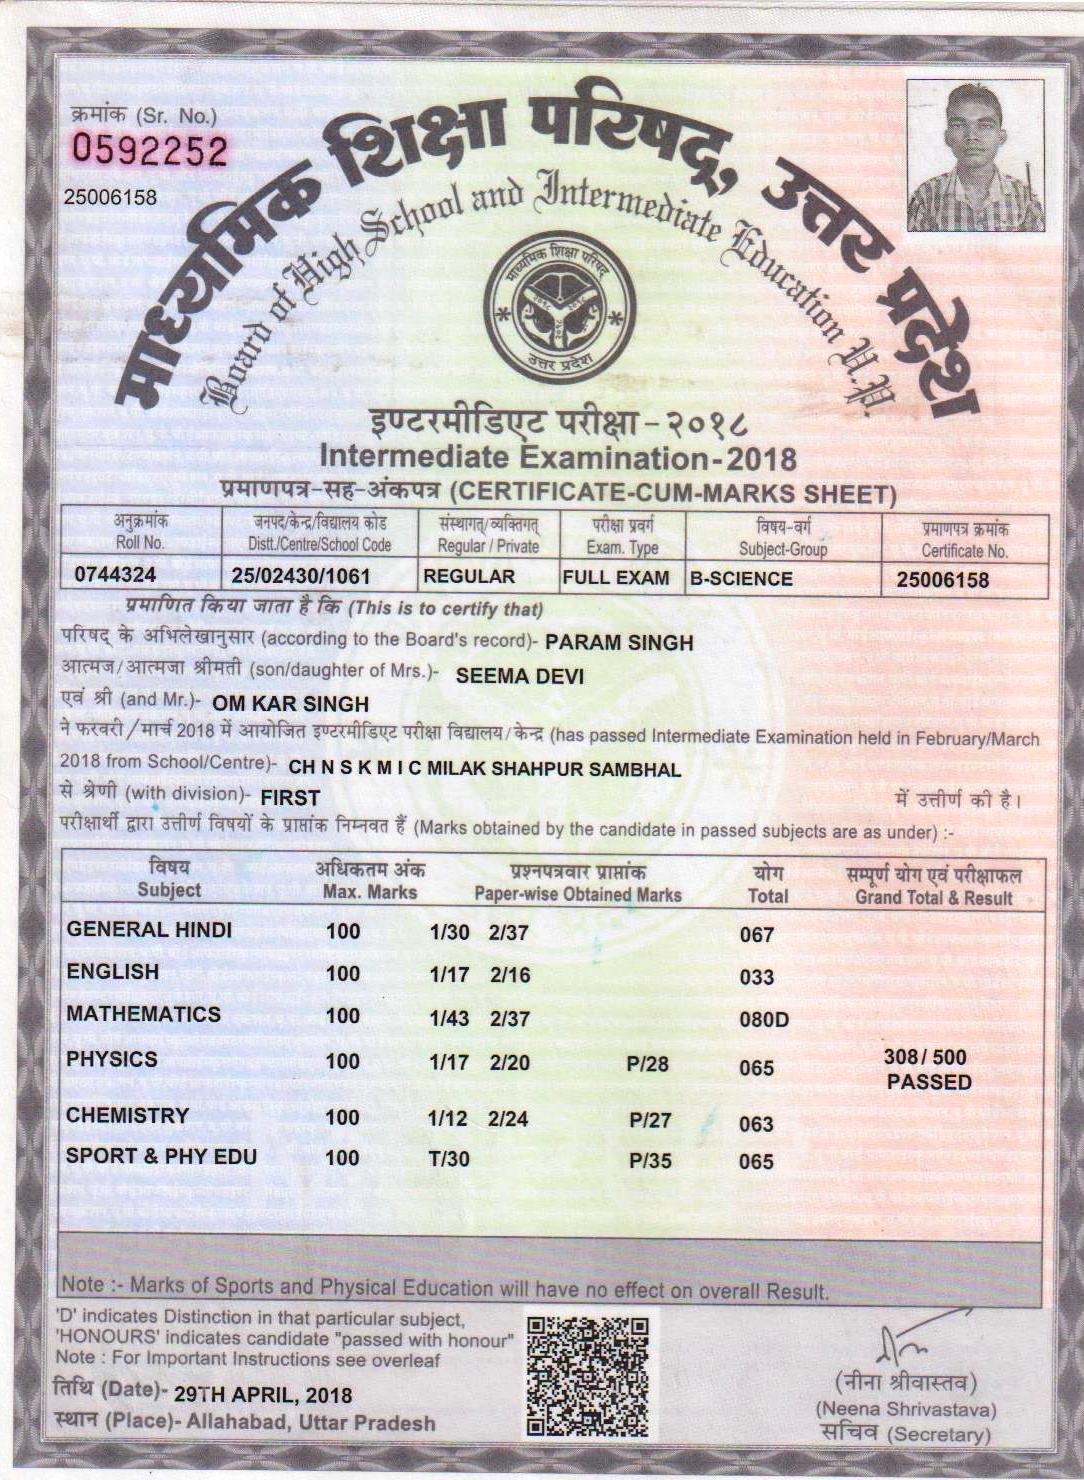 क्रमांक (Sr. No.)
0592252
25006158
माध्यमिक शिक्षा परिषद्, उत्तर प्रदेश
Board of High School and Intermediate Education U.P.
माध्यमिक शिक्षा परिषद
उत्तर प्रदेश
इण्टरमीडिएट परीक्षा - २०१८
Intermediate Examination-2018
प्रमाणपत्र-सह-अंकपत्र (CERTIFICATE-CUM-MARKS SHEET)
अनुक्रमांक जनपद/केन्द्र/विद्यालय कोड संस्थागत/व्यक्तिगत परीक्षा प्रवर्ग विषय-वर्ग प्रमाणपत्र क्रमांक
Roll No. Distt./Centre/School Code Regular / Private Exam. Type Subject-Group Certificate No.
0744324 25/02430/1061 REGULAR FULL EXAM B-SCIENCE 25006158
प्रमाणित किया जाता है कि (This is to certify that)
परिषद् के अभिलेखानुसार (according to the Board's record)- PARAM SINGH
आत्मज/आत्मजा श्रीमती (son/daughter of Mrs.)- SEEMA DEVI
एवं श्री (and Mr.)- OM KAR SINGH
ने फरवरी/मार्च 2018 में आयोजित इण्टरमीडिएट परीक्षा विद्यालय/केन्द्र (has passed Intermediate Examination held in February/March
2018 from School/Centre)- CH N S K M I C MILAK SHAHPUR SAMBHAL
से श्रेणी (with division)- FIRST में उत्तीर्ण की है।
परीक्षार्थी द्वारा उत्तीर्ण विषयों के प्राप्तांक निम्नवत हैं (Marks obtained by the candidate in passed subjects are as under) :-
विषय अधिकतम अंक प्रश्नपत्रवार प्राप्तांक योग सम्पूर्ण योग एवं परीक्षाफल
Subject Max. Marks Paper-wise Obtained Marks Total Grand Total & Result
GENERAL HINDI 100 1/30 2/37 067
ENGLISH 100 1/17 2/16 033
MATHEMATICS 100 1/43 2/37 080D
PHYSICS 100 1/17 2/20 P/28 065 308/ 500
PASSED
CHEMISTRY 100 1/12 2/24 P/27 063
SPORT & PHY EDU 100 T/30 P/35 065
Note :- Marks of Sports and Physical Education will have no effect on overall Result.
'D' indicates Distinction in that particular subject,
'HONOURS' indicates candidate "passed with honour"
Note : For Important Instructions see overleaf
तिथि (Date)- 29TH APRIL, 2018
स्थान (Place)- Allahabad, Uttar Pradesh
(नीना श्रीवास्तव)
(Neena Shrivastava)
सचिव (Secretary)